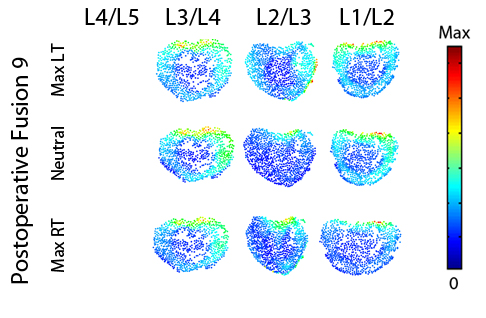 L4/L5 L3/L4 L2/L3 L1/L2
Max
Postoperative Fusion 9
Max LT
Neutral
Max RT
0